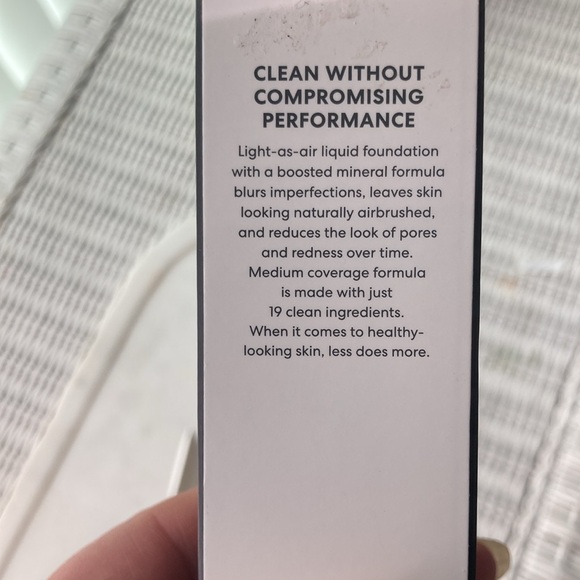 CLEAN WITHOUT
COMPROMISING
PERFORMANCE
Light-as-air liquid foundation
with a boosted mineral formula
blurs imperfections, leaves skin
looking naturally airbrushed,
and reduces the look of pores
and redness over time.
Medium coverage formula
is made with just
19 clean ingredients.
When it comes to healthy-
looking skin, less does more.